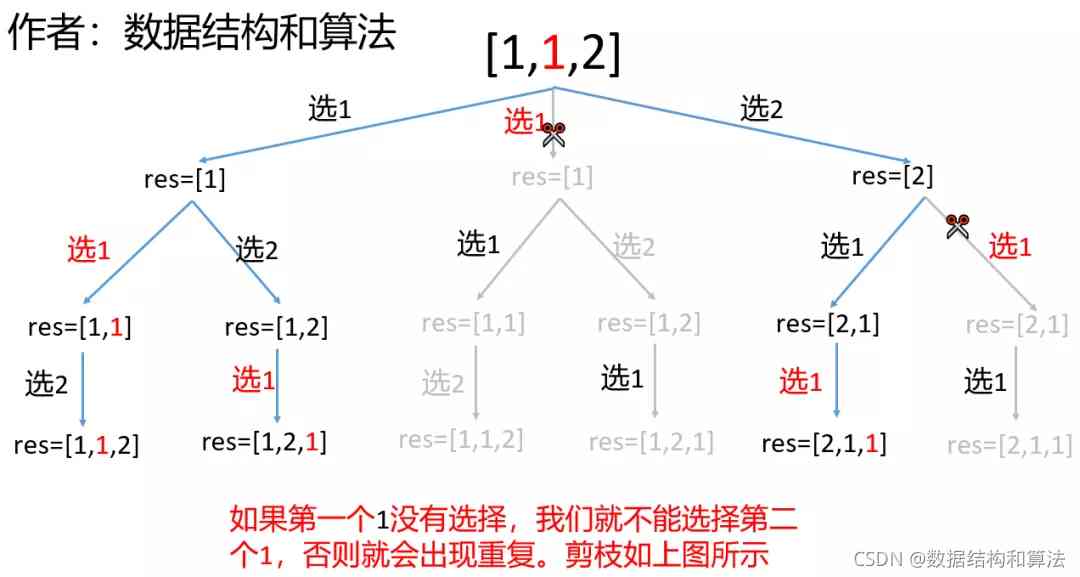 作者：数据结构和算法
[1,1,2]
选1
选1
选2
res=[1]
res=[1]
res=[2]
选1
选2
选1
选2
选1
选1
res=[1,1]
res=[1,2]
res=[1,1]
res=[1,2]
res=[2,1]
res=[2,1]
选2
选1
选2
选1
选1
选1
res=[1,1,2]
res=[1,2,1]
res=[1,1,2]
res=[1,2,1]
res=[2,1,1]
res=[2,1,1]
如果第一个1没有选择，我们就不能选择第二
个1，否则就会出现重复。剪枝如上图所示
CSDN @数据结构和算法